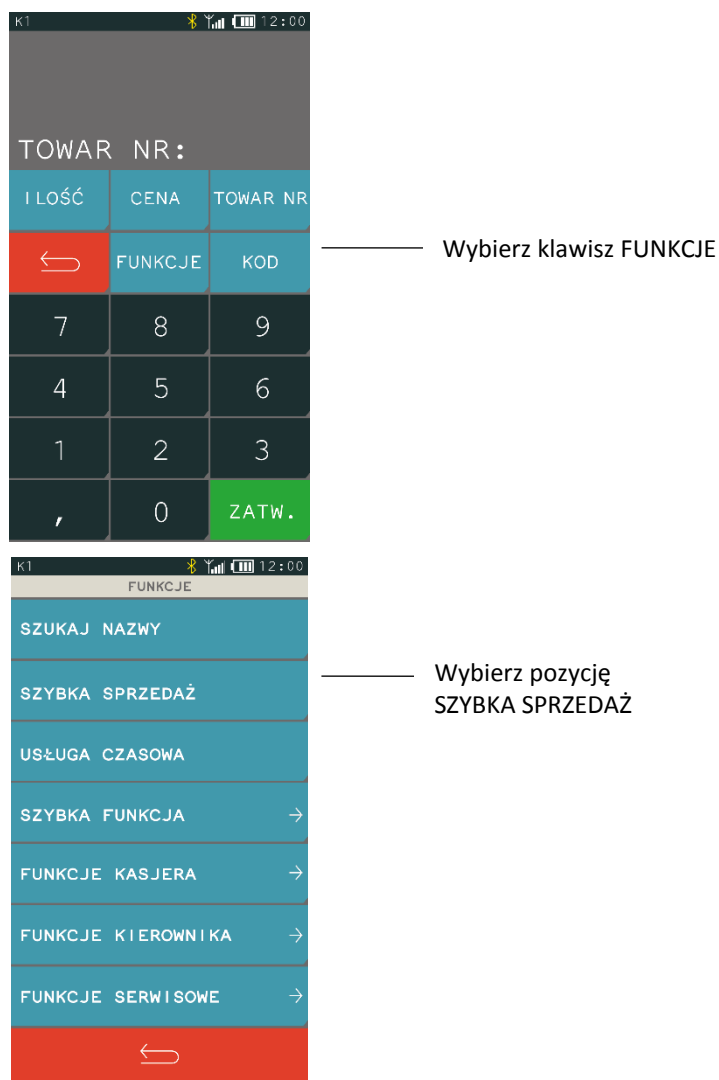 K1 12:00
TOWAR NR:
ILOŚĆ CENA TOWAR NR
FUNKCJE KOD
Wybierz klawisz FUNKCJE
7 8 9
4 5 6
1 2 3
, 0 ZATW.
K1 12:00
FUNKCJE
SZUKAJ NAZWY
SZYBKA SPRZEDAŻ
Wybierz pozycję
SZYBKA SPRZEDAŻ
USŁUGA CZASOWA
SZYBKA FUNKCJA →
FUNKCJE KASJERA →
FUNKCJE KIEROWNIKA →
FUNKCJE SERWISOWE →